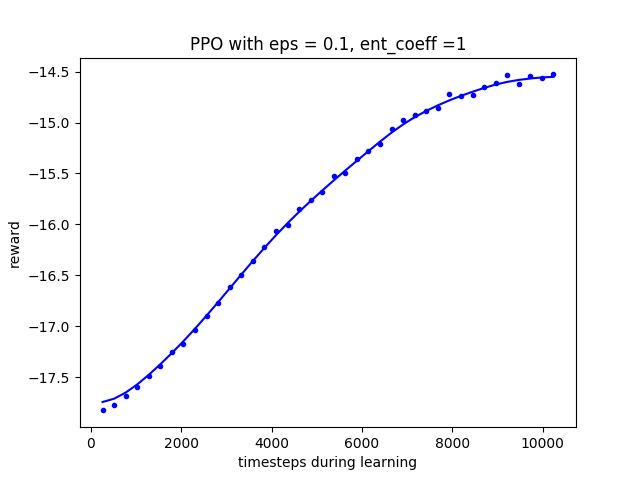 PPO with eps = 0.1, ent_coeff =1
−14.5
−15.0
−15.5
−16.0
−16.5
−17.0
−17.5
reward
0 2000 4000 6000 8000 10000
timesteps during learning